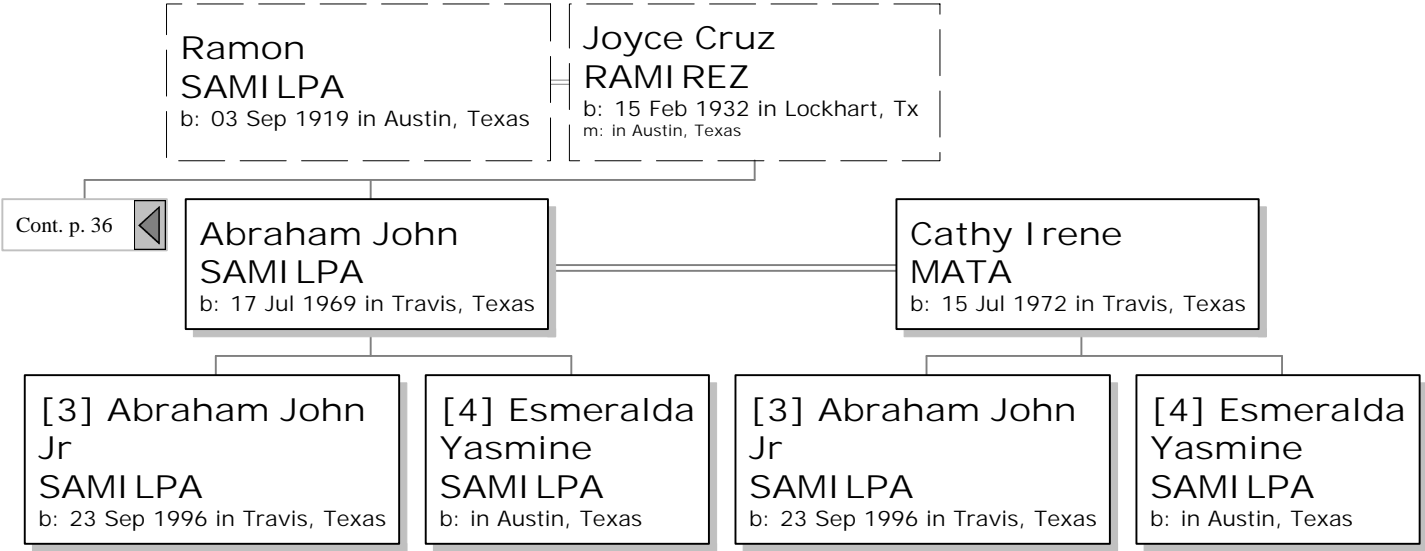 Ramon
SAMILPA
b: 03 Sep 1919 in Austin, Texas
Joyce Cruz
RAMIREZ
b: 15 Feb 1932 in Lockhart, Tx
m: in Austin, Texas
Cont. p. 36
Abraham John
SAMILPA
b: 17 Jul 1969 in Travis, Texas
Cathy Irene
MATA
b: 15 Jul 1972 in Travis, Texas
[3] Abraham John
Jr
SAMILPA
b: 23 Sep 1996 in Travis, Texas
[4] Esmeralda
Yasmine
SAMILPA
b: in Austin, Texas
[3] Abraham John
Jr
SAMILPA
b: 23 Sep 1996 in Travis, Texas
[4] Esmeralda
Yasmine
SAMILPA
b: in Austin, Texas